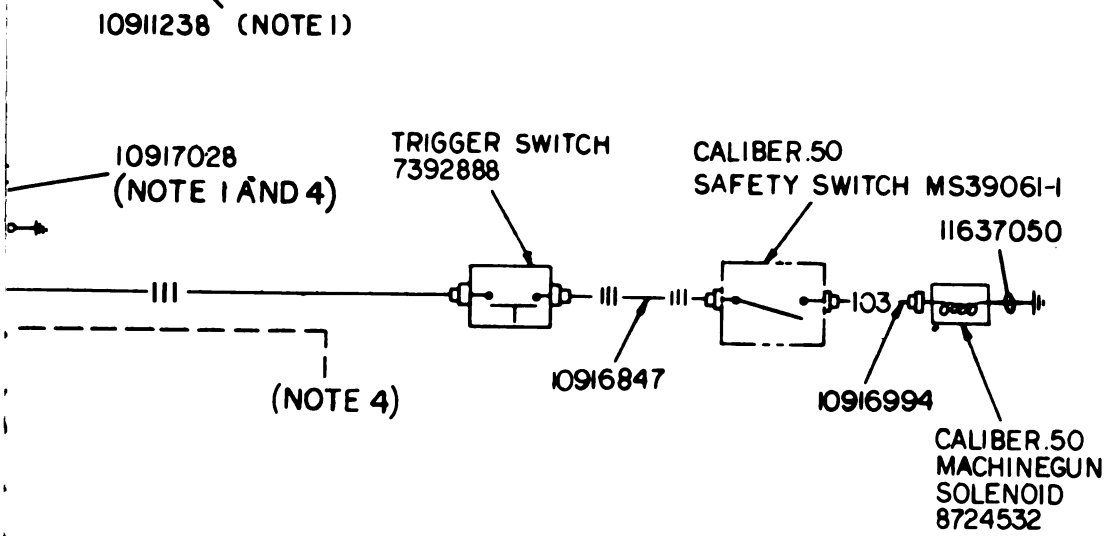 10911238 (NOTE 1)
10917028
(NOTE 1 AND 4)
TRIGGER SWITCH
7392888
CALIBER.50
SAFETY SWITCH MS39061-1
11637050
111
111
111
103
(NOTE 4)
10916847
10916994
CALIBER.50
MACHINEGUN
SOLENOID
8724532